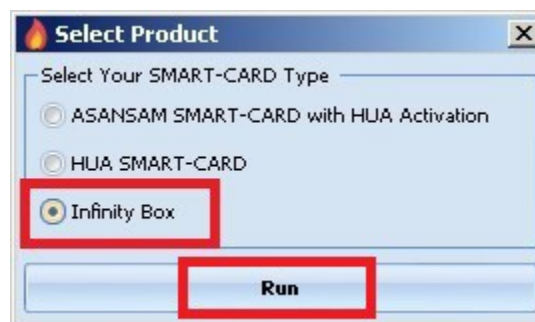 Select Product
Select Your SMART-CARD Type
ASANSAM SMART-CARD with HUA Activation
HUA SMART-CARD
Infinity Box
Run